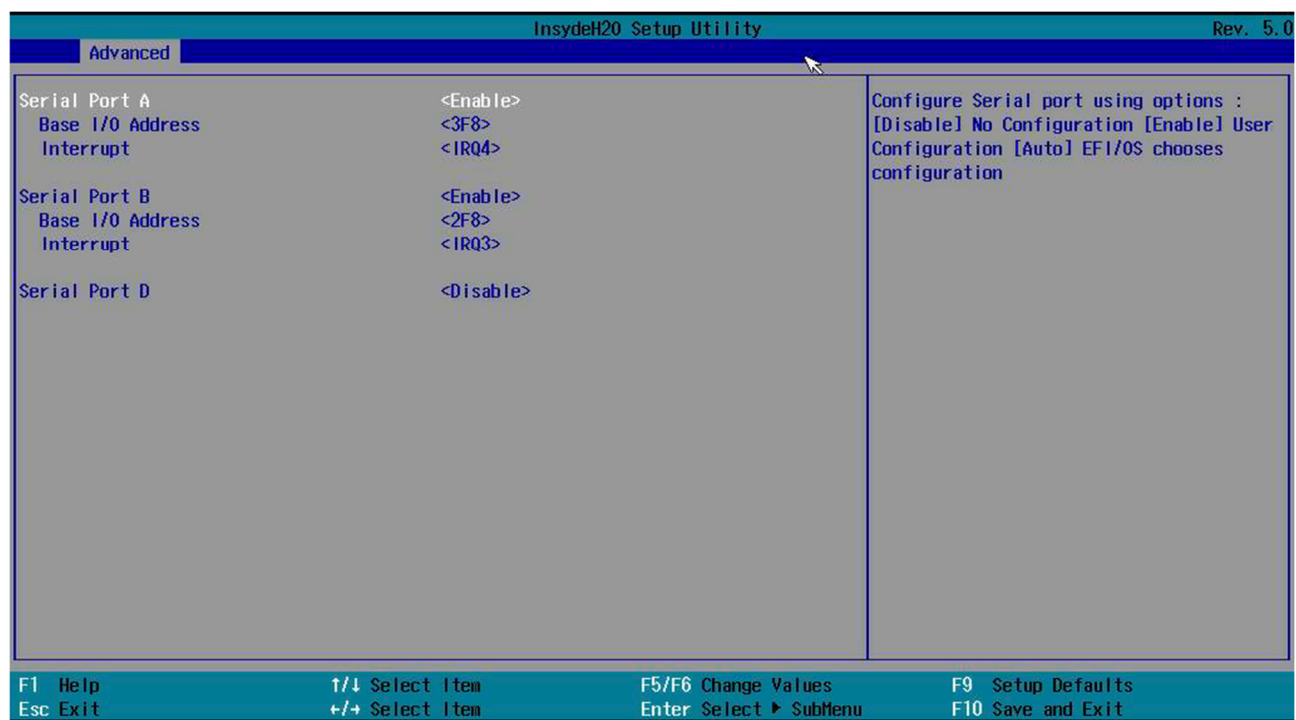 InsydeH2O Setup Utility Rev. 5.0
Advanced
Serial Port A <Enable>
Base I/O Address <3F8>
Interrupt <IRQ4>
Serial Port B <Enable>
Base I/O Address <2F8>
Interrupt <IRQ3>
Serial Port D <Disable>
Configure Serial port using options :
[Disable] No Configuration [Enable] User
Configuration [Auto] EFI/OS chooses
configuration
F1 Help ↑/↓ Select Item F5/F6 Change Values F9 Setup Defaults
Esc Exit ←/→ Select Item Enter Select ▶ SubMenu F10 Save and Exit